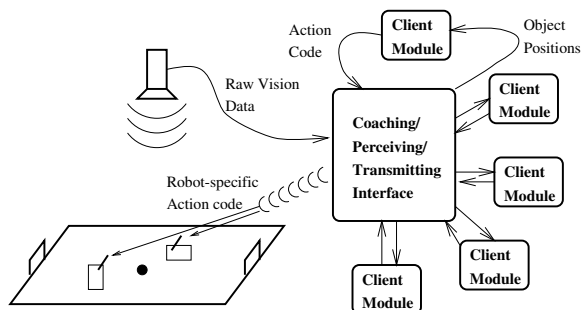 Action
Code
Client
Module
Object
Positions
Raw Vision
Data
Client
Module
Coaching/
Perceiving/
Transmitting
Interface
Client
Module
Robot-specific
Action code
Client
Module
Client
Module